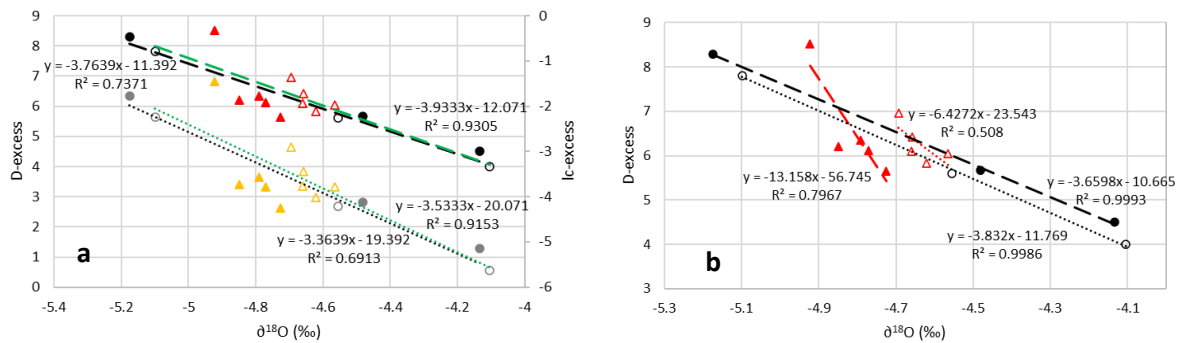 9
8
7
6
5
4
3
2
1
0
D-excess
0
-1
-2
-3
-4
-5
-6
Ic-excess
y = -3.7639x - 11.392
R² = 0.7371
y = -3.9333x - 12.071
R² = 0.9305
y = -3.5333x - 20.071
R² = 0.9153
y = -3.3639x - 19.392
R² = 0.6913
a
-5.4 -5.2 -5 -4.8 -4.6 -4.4 -4.2 -4
∂¹⁸O (‰)
9
8
7
6
5
4
3
D-excess
y = -6.4272x - 23.543
R² = 0.508
y = -13.158x - 56.745
R² = 0.7967
y = -3.6598x - 10.665
R² = 0.9993
y = -3.832x - 11.769
R² = 0.9986
b
-5.3 -5.1 -4.9 -4.7 -4.5 -4.3 -4.1
∂¹⁸O (‰)